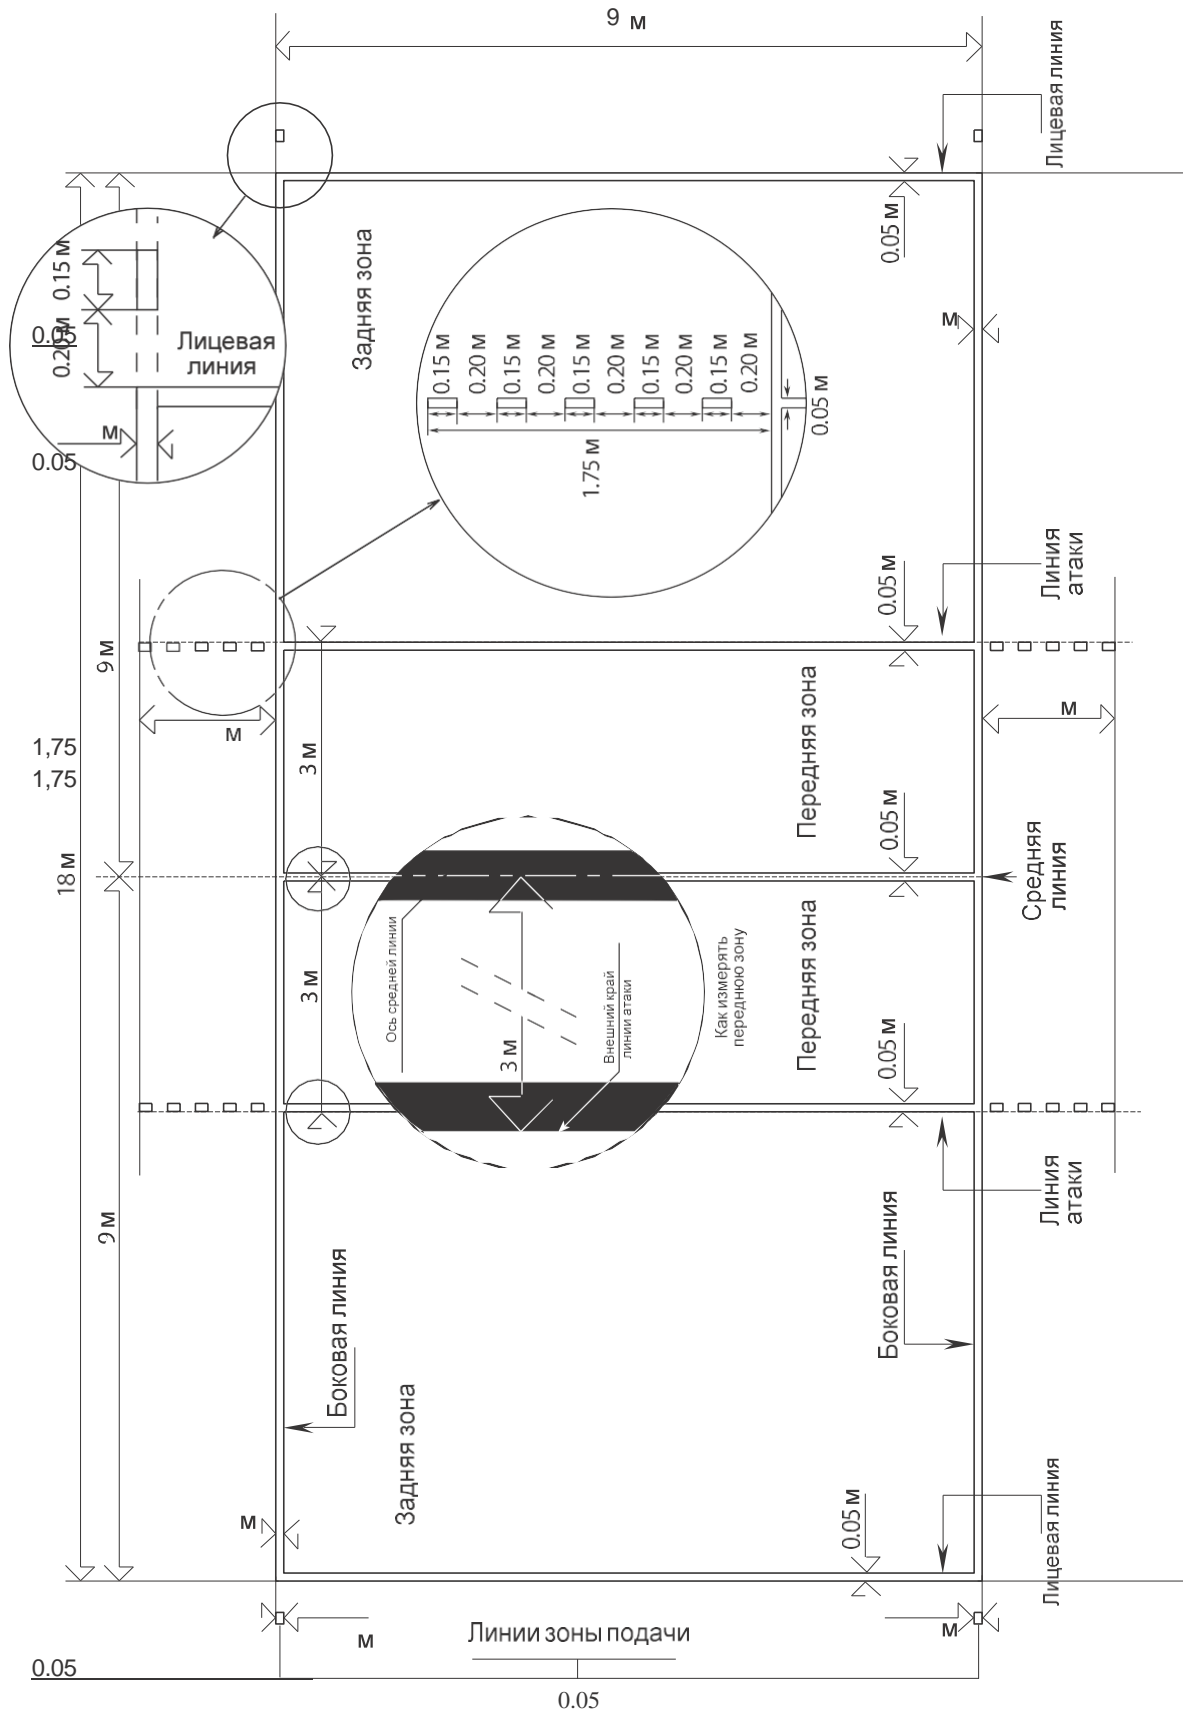 9 м
Лицевая линия
0.05 м
Задняя зона
0.15 м
0.20 м
0.05
Лицевая
линия
м
0.05
м
0.15 м
0.20 м
0.15 м
0.20 м
0.15 м
0.20 м
0.15 м
0.20 м
0.15 м
0.20 м
1.75 м
0.05 м
Линия
атаки
0.05 м
9 м
м
м
1,75
1,75
3 м
Передняя зона
0.05 м
18 м
Средняя
линия
3 м
Ось средней линии
3 м
Внешний край
линии атаки
Как измерять
переднюю зону
Передняя зона
0.05 м
Линия
атаки
9 м
Боковая линия
Боковая линия
Задняя зона
м
0.05 м
Лицевая линия
м
Линии зоны подачи
м
0.05
0.05